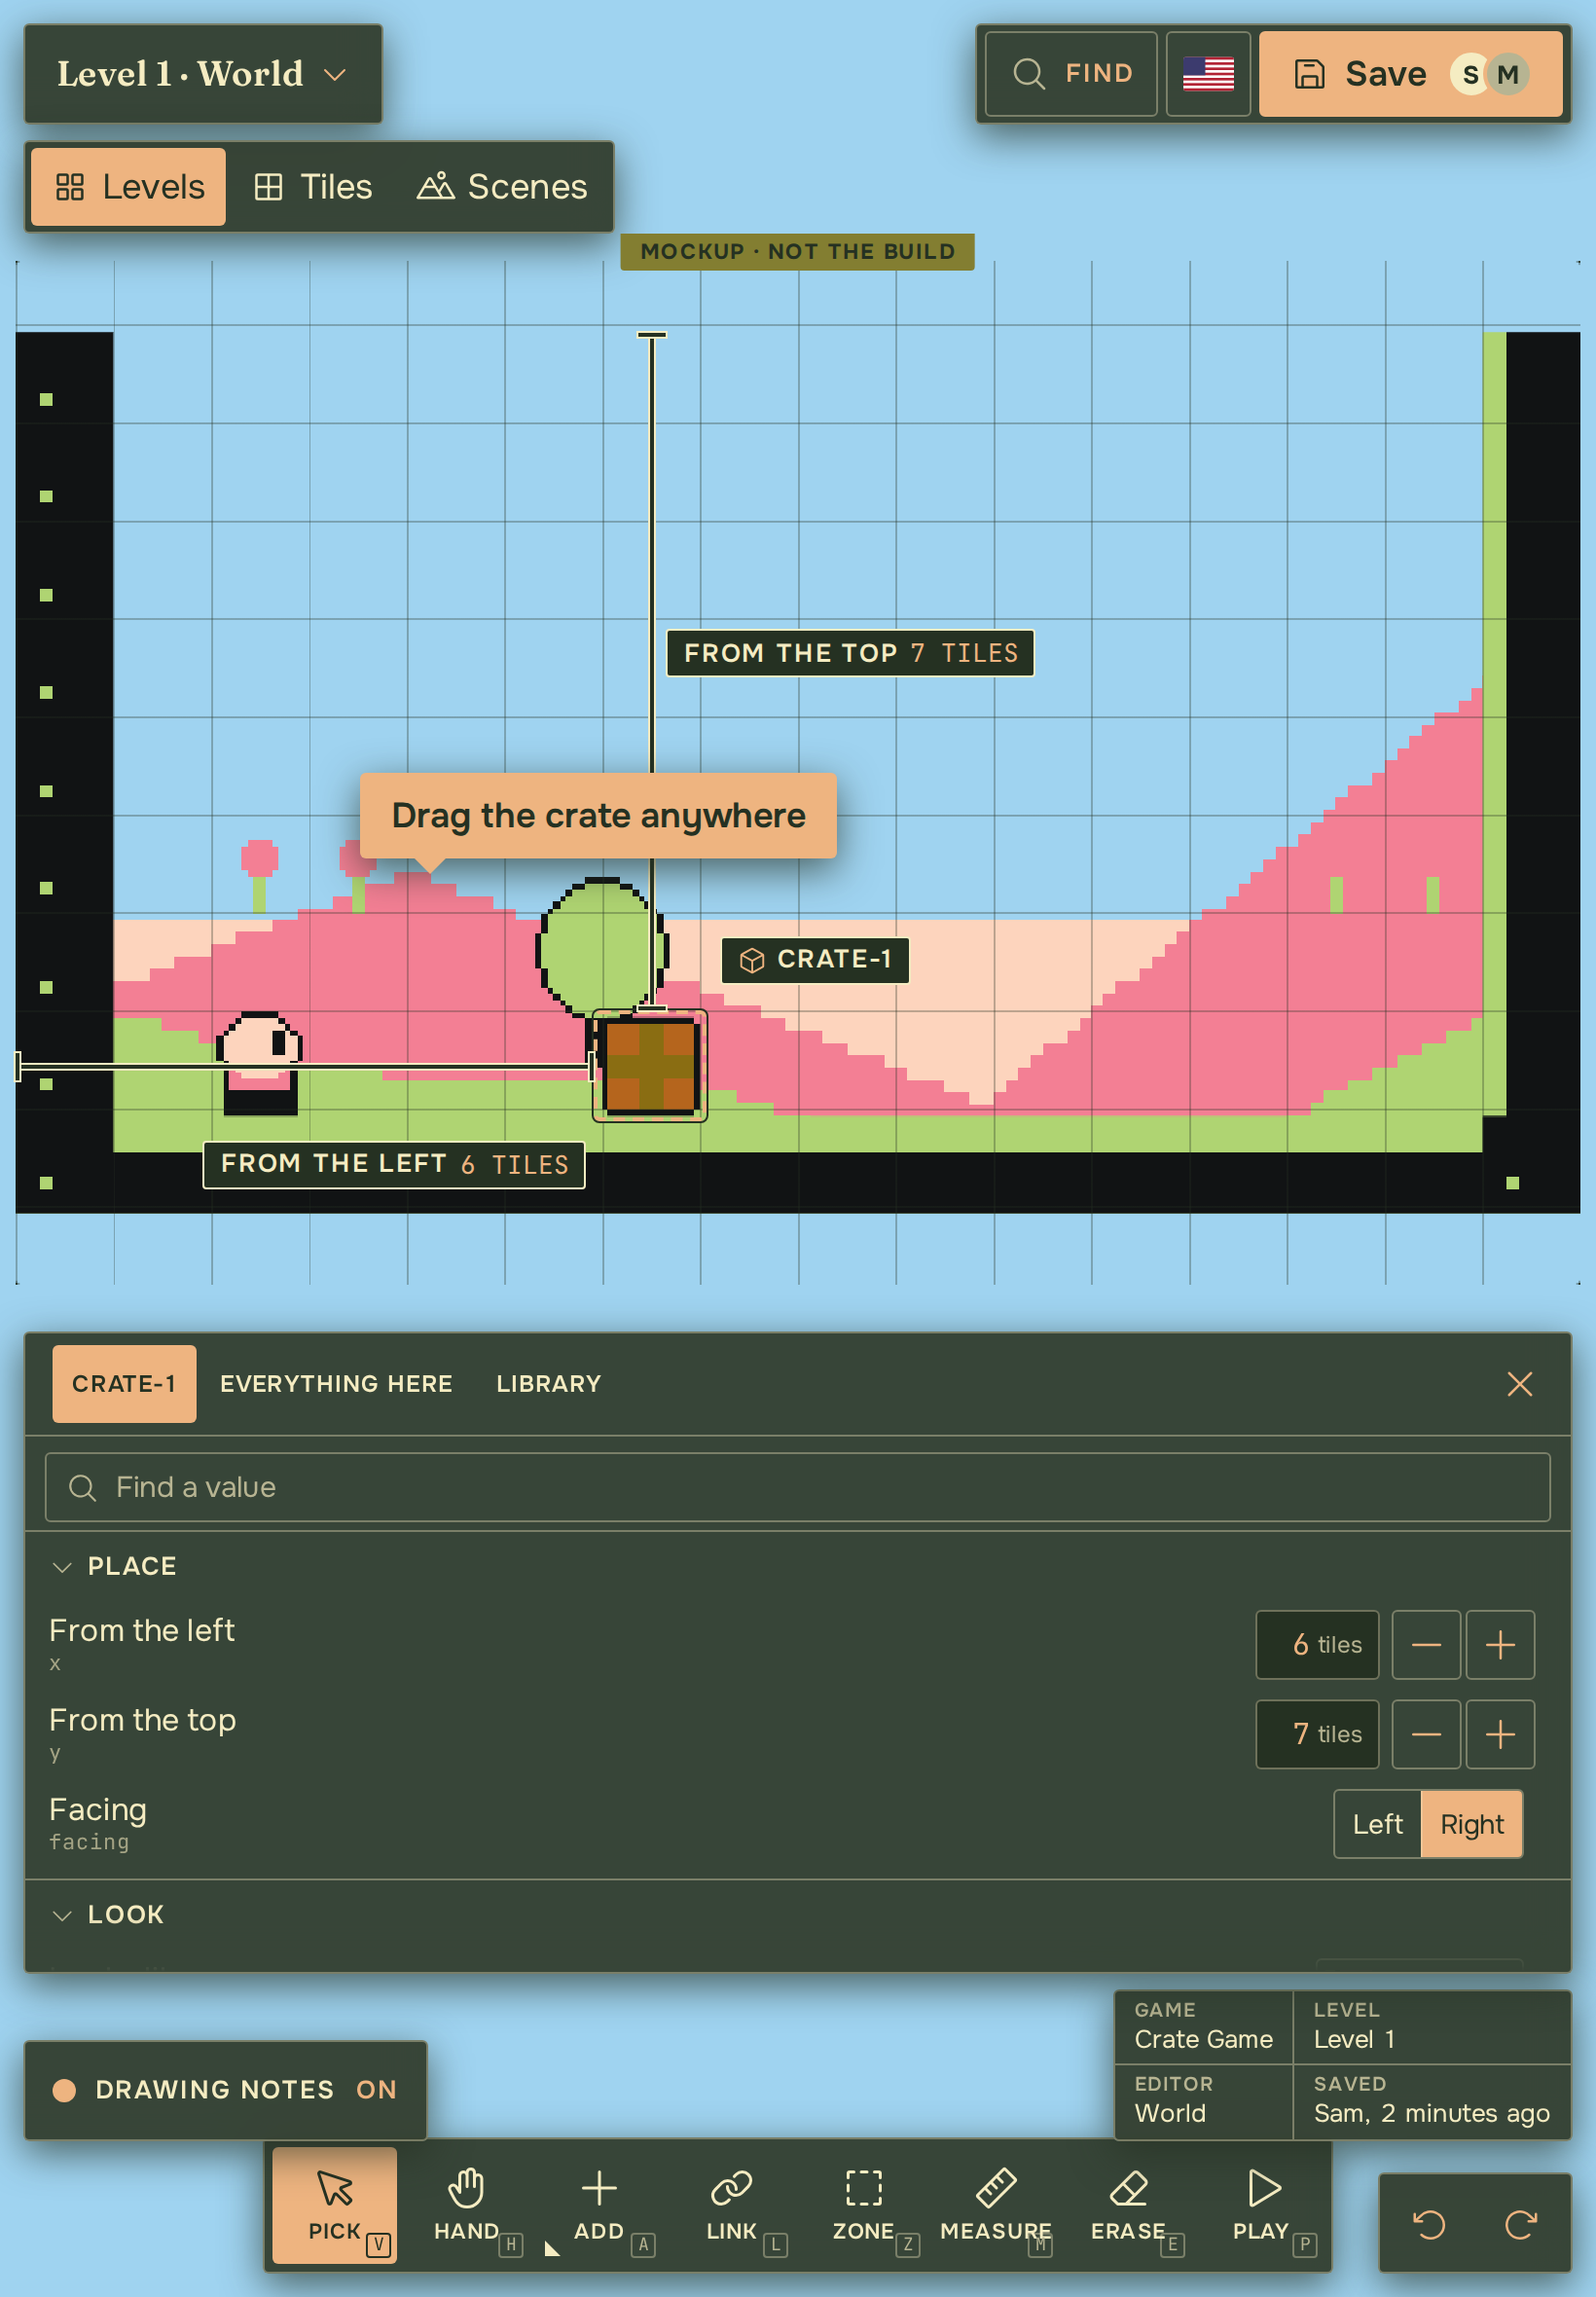 Level 1 · World
FIND
Save
S
M
Levels
Tiles
Scenes
MOCKUP · NOT THE BUILD
FROM THE TOP 7 TILES
Drag the crate anywhere
CRATE-1
FROM THE LEFT 6 TILES
CRATE-1
EVERYTHING HERE
LIBRARY
Find a value
PLACE
From the left
x
6 tiles
From the top
y
7 tiles
Facing
facing
Left
Right
LOOK
GAME
Crate Game
LEVEL
Level 1
EDITOR
World
SAVED
Sam, 2 minutes ago
DRAWING NOTES ON
PICK
V
HAND
H
ADD
A
LINK
L
ZONE
Z
MEASURE
M
ERASE
E
PLAY
P